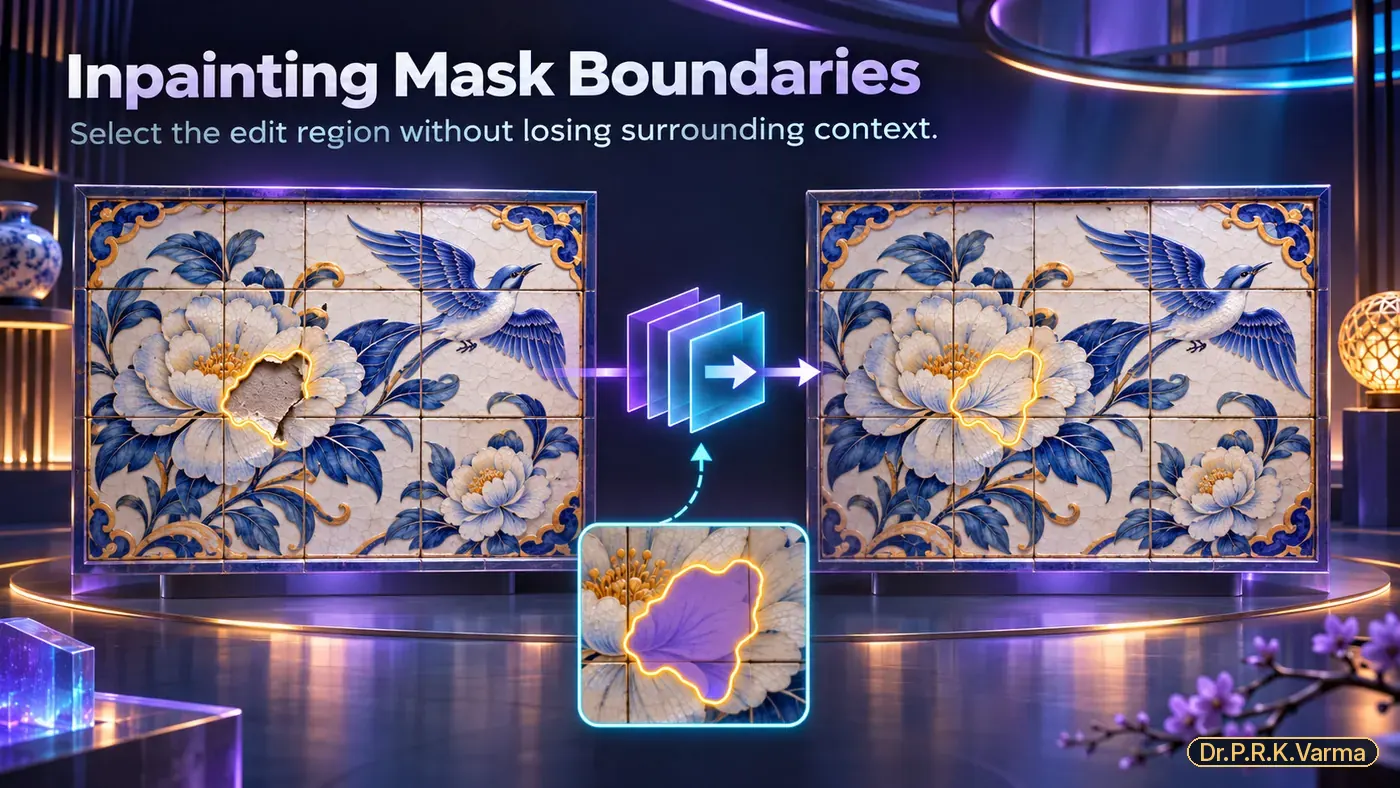 Inpainting Mask Boundaries
Select the edit region without losing surrounding context.
Dr.P.R.K.Varma